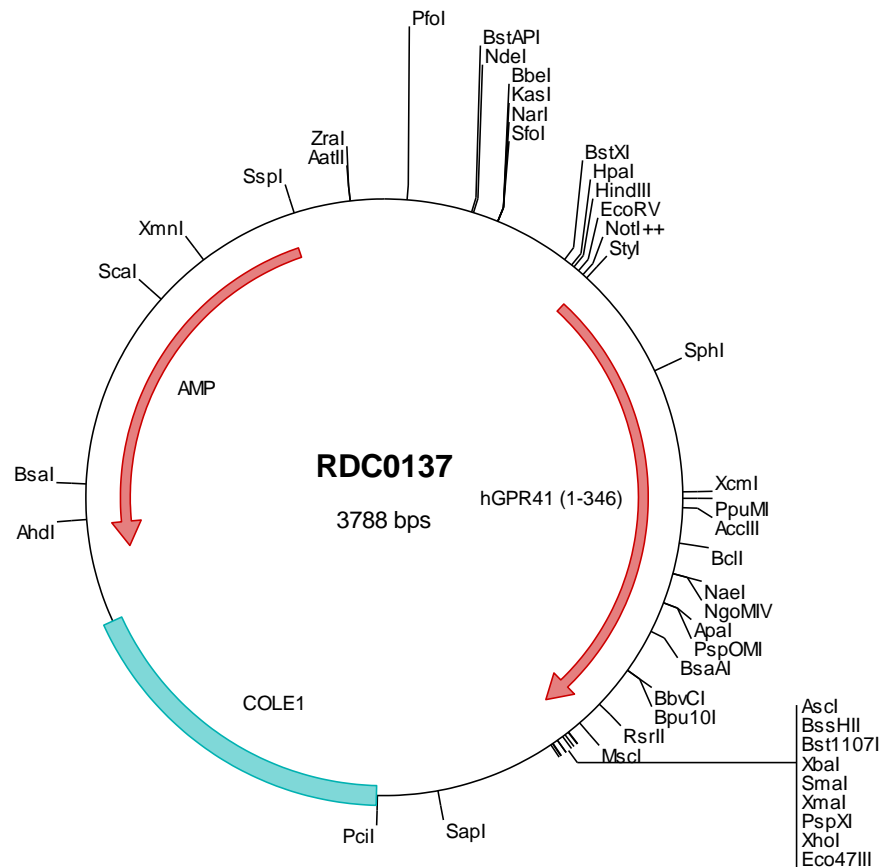 PfoI
BstAPI
NdeI
BbeI
KasI
NarI
SfoI
ZraI
AatII
SspI
BstXI
HpaI
HindIII
EcoRV
NotI++
StyI
XmnI
ScaI
SphI
AMP
RDC0137
3788 bps
hGPR41 (1-346)
BsaI
AhdI
XcmI
PpuMI
AccIII
BclI
NaeI
NgoMIV
ApaI
PspOMI
BsaAI
BbvCI
Bpu10I
RsrII
MscI
COLE1
AscI
BssHII
Bst1107I
XbaI
SmaI
XmaI
PspXI
XhoI
Eco47III
PciI
SapI